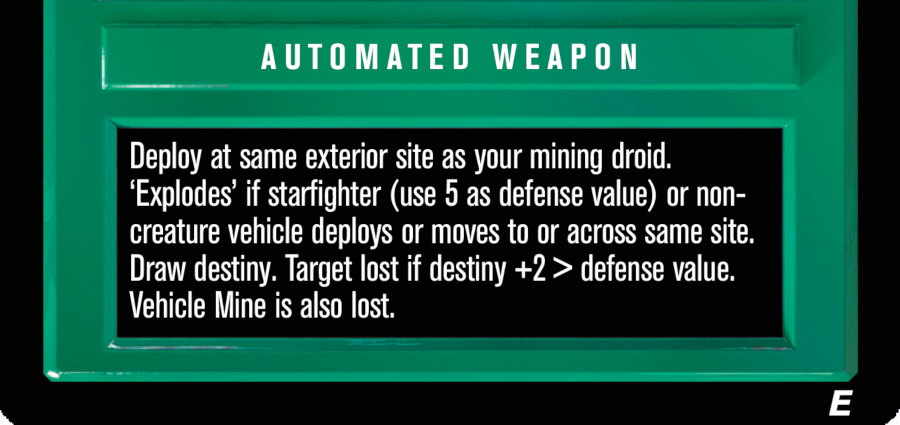 AUTOMATED WEAPON
Deploy at same exterior site as your mining droid.
‘Explodes’ if starfighter (use 5 as defense value) or non-
creature vehicle deploys or moves to or across same site.
Draw destiny. Target lost if destiny +2 > defense value.
Vehicle Mine is also lost.
E